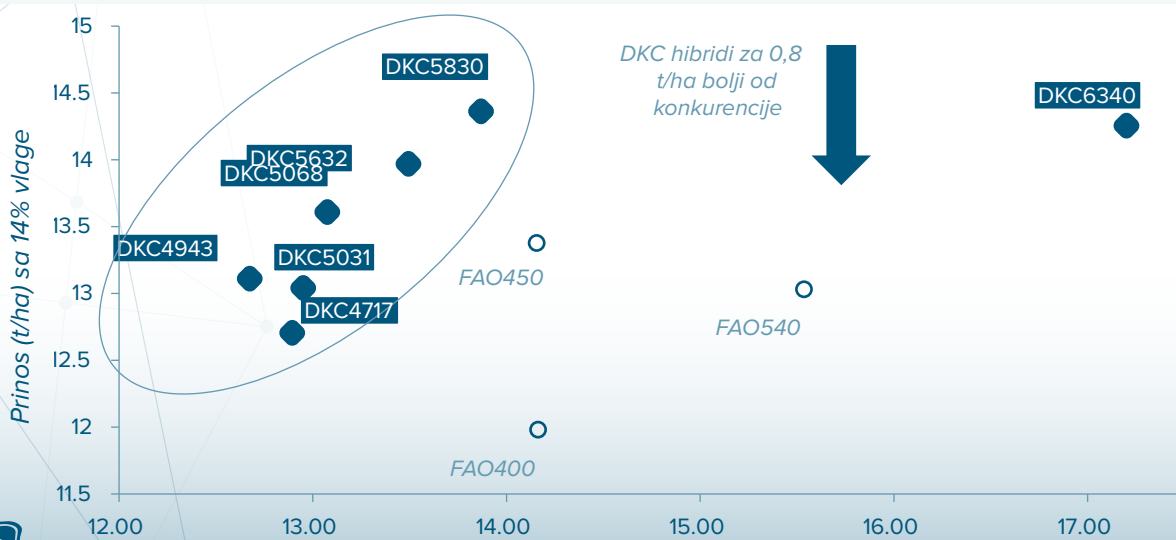 15
14.5
14
13.5
13
12.5
12
11.5
Prinos (t/ha) sa 14% vlage
DKC5830
DKC hibridi za 0,8
t/ha bolji od
konkurencije
DKC6340
DKC5632
DKC5068
DKC4943
DKC5031
FAO450
DKC4717
FAO540
FAO400
12.00
13.00
14.00
15.00
16.00
17.00